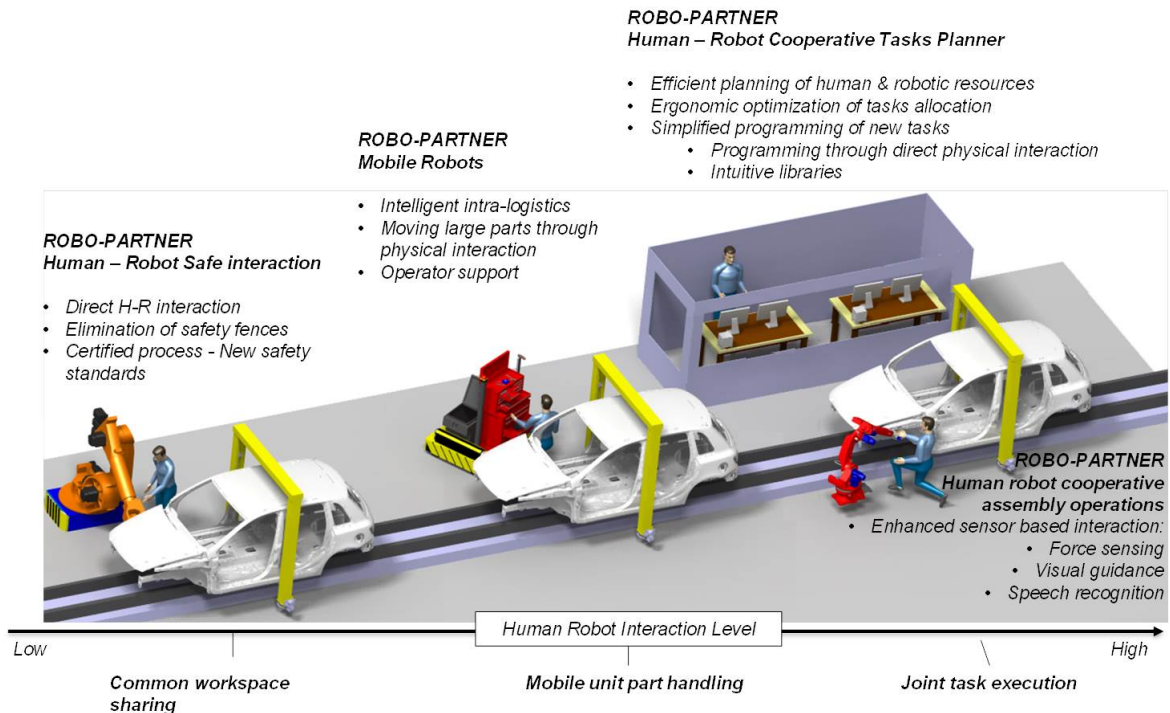 ROBO-PARTNER
Human – Robot Cooperative Tasks Planner
• Efficient planning of human & robotic resources
• Ergonomic optimization of tasks allocation
• Simplified programming of new tasks
• Programming through direct physical interaction
• Intuitive libraries
ROBO-PARTNER
Mobile Robots
• Intelligent intra-logistics
• Moving large parts through
physical interaction
• Operator support
ROBO-PARTNER
Human – Robot Safe interaction
• Direct H-R interaction
• Elimination of safety fences
• Certified process - New safety
standards
ROBO-PARTNER
Human robot cooperative
assembly operations
• Enhanced sensor based interaction:
• Force sensing
• Visual guidance
• Speech recognition
Human Robot Interaction Level
Low
High
Common workspace
sharing
Mobile unit part handling
Joint task execution